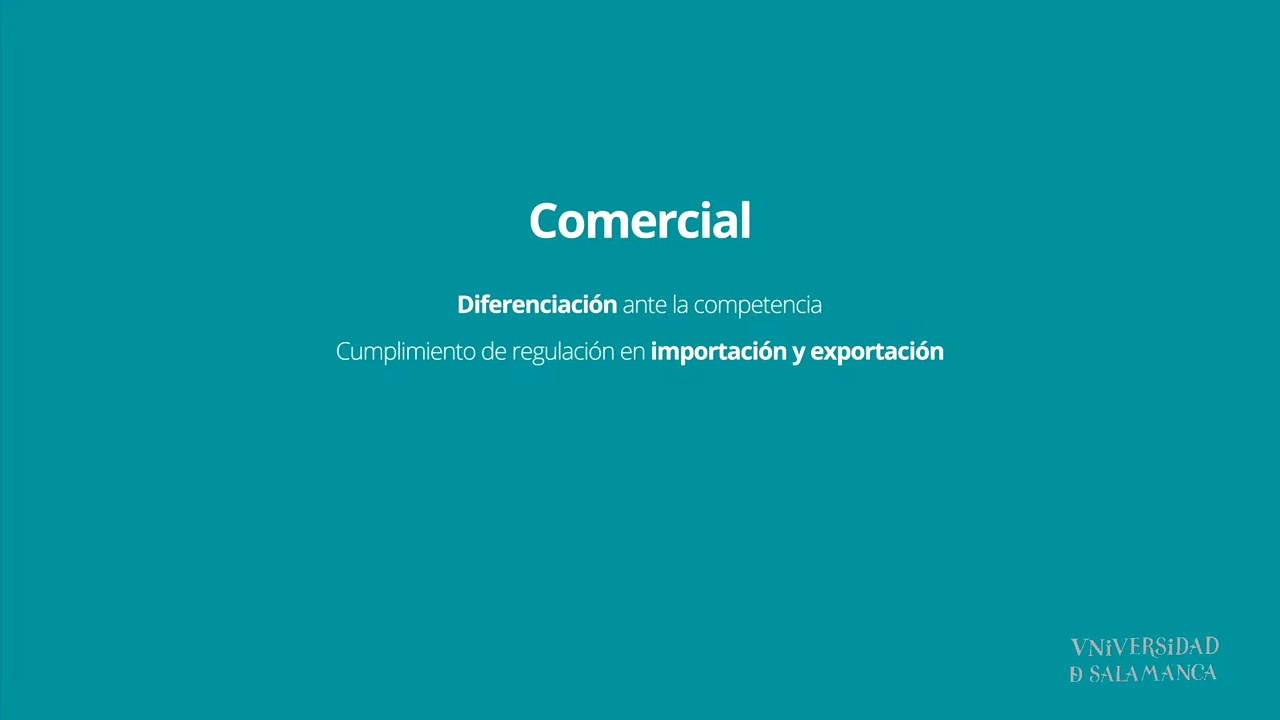 Comercial
Diferenciación ante la competencia
Cumplimiento de regulación en importación y exportación
VNiVERSiDAD
Ð SALAMANCA